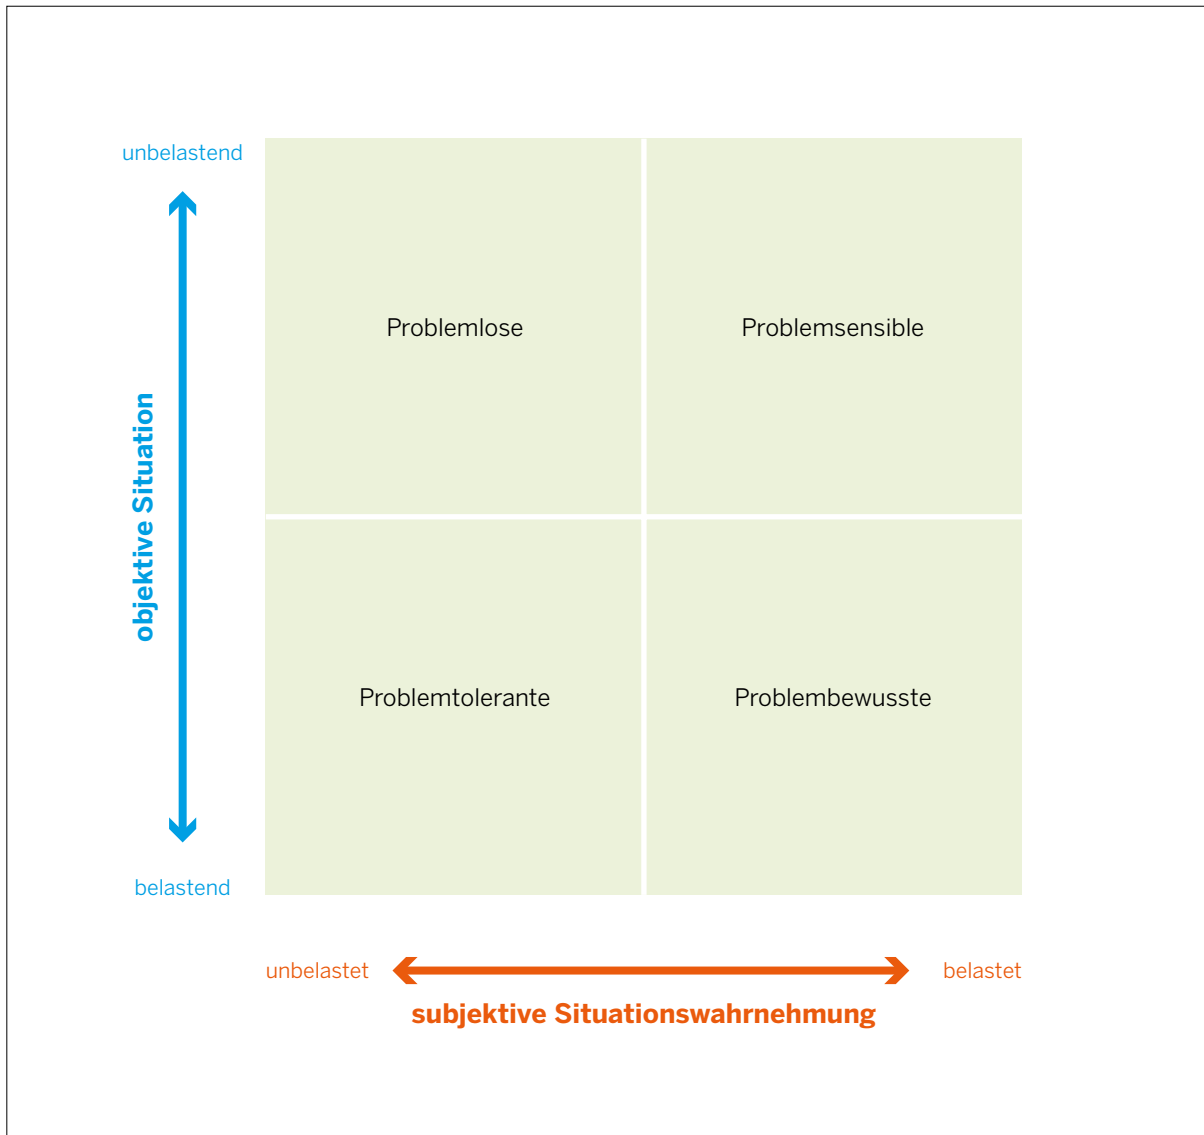 unbelastend
Problemlose
Problemsensible
objektive Situation
Problemtolerante
Problembewusste
belastend
unbelastet
belastet
subjektive Situationswahrnehmung